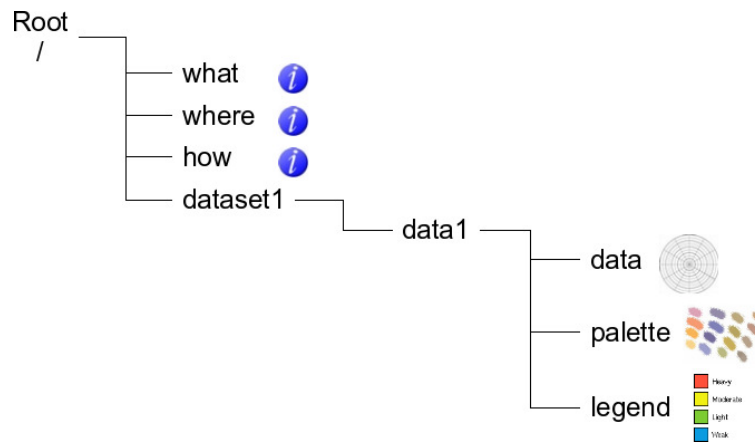 Root
/
what i
where i
how i
dataset1
data1
data
palette
legend
Heavy
Moderate
Light
Weak